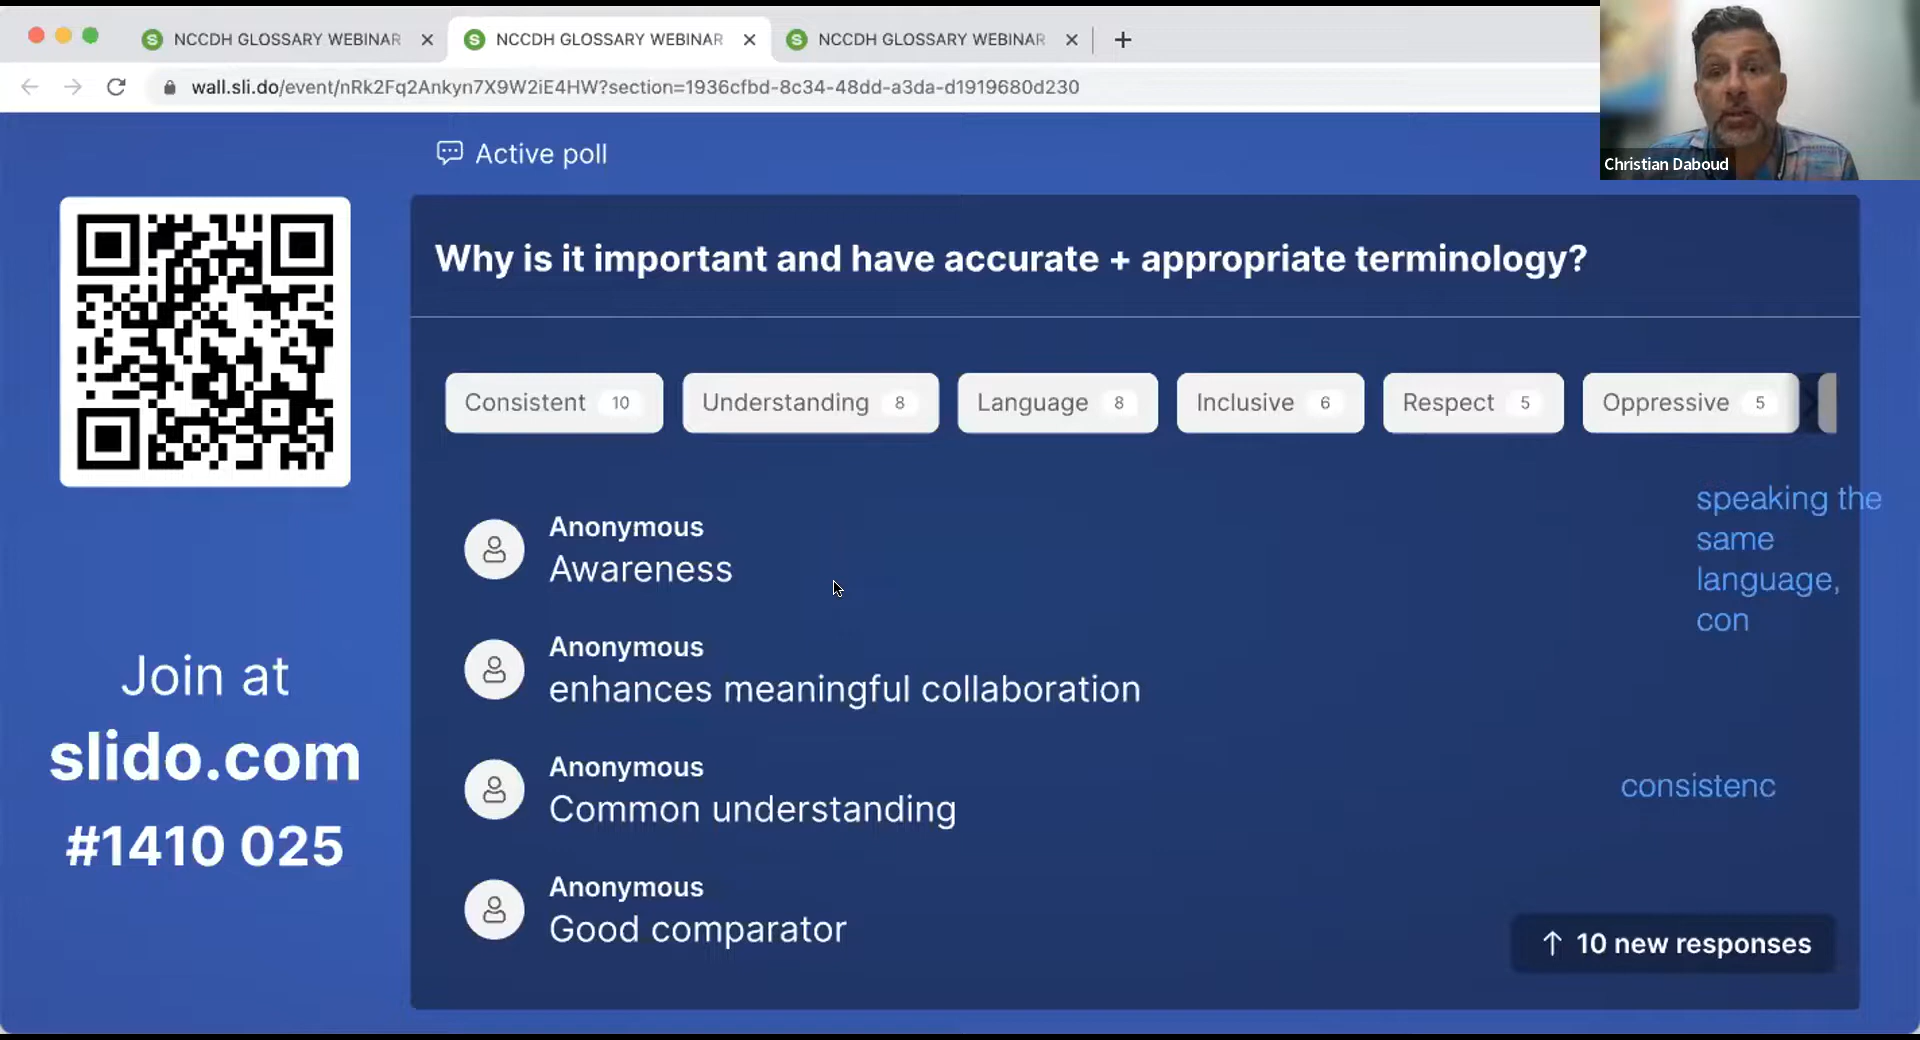 NCCDH GLOSSARY WEBINAR
NCCDH GLOSSARY WEBINAR
NCCDH GLOSSARY WEBINAR
wall.sli.do/event/nRk2Fq2Ankyn7X9W2iE4HW?section=1936cfbd-8c34-48dd-a3da-d1919680d230
Christian Daboud
Active poll
Why is it important and have accurate + appropriate terminology?
Consistent 10
Understanding 8
Language 8
Inclusive 6
Respect 5
Oppressive 5
Anonymous
Awareness
Anonymous
enhances meaningful collaboration
Anonymous
Common understanding
Anonymous
Good comparator
speaking the
same
language,
con
consistenc
↑ 10 new responses
Join at
slido.com
#1410 025